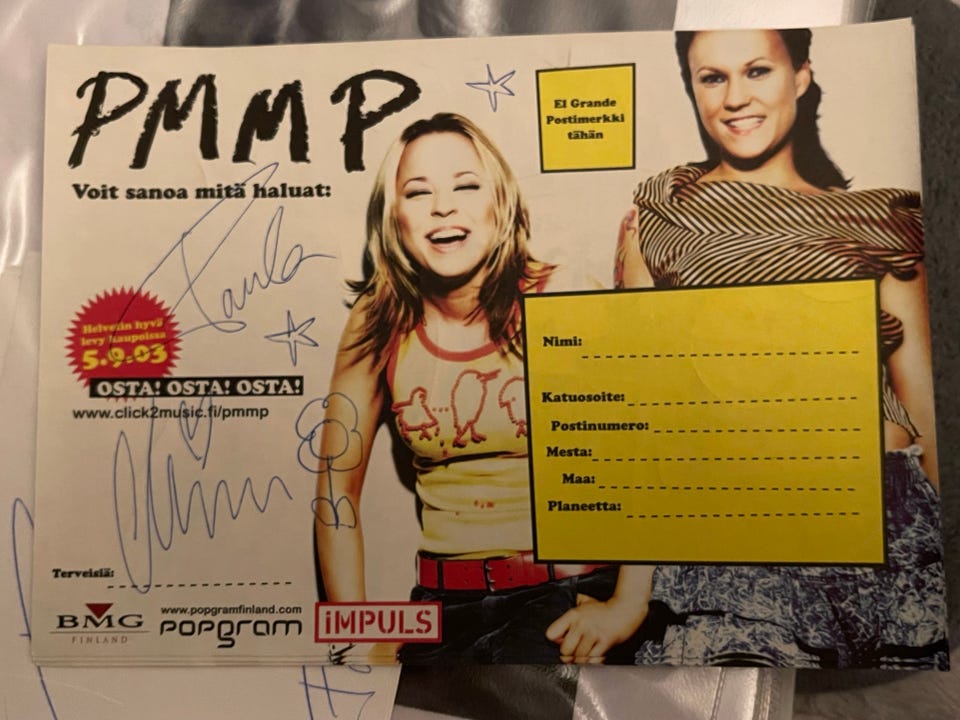 PMMP
Voit sanoa mitä haluat:
El Grande
Postimerkki
tähän
Paula
Helvetin hyvä
levy kaupoissa
5.9.03
OSTA! OSTA! OSTA!
www.click2music.fi/pmmp
Nimi:
Katuosoite:
Postinumero:
Mesta:
Maa:
Planeetta:
Terveisiä:
BMG
FINLAND
www.popgramfinland.com
POPgram
iMPULS